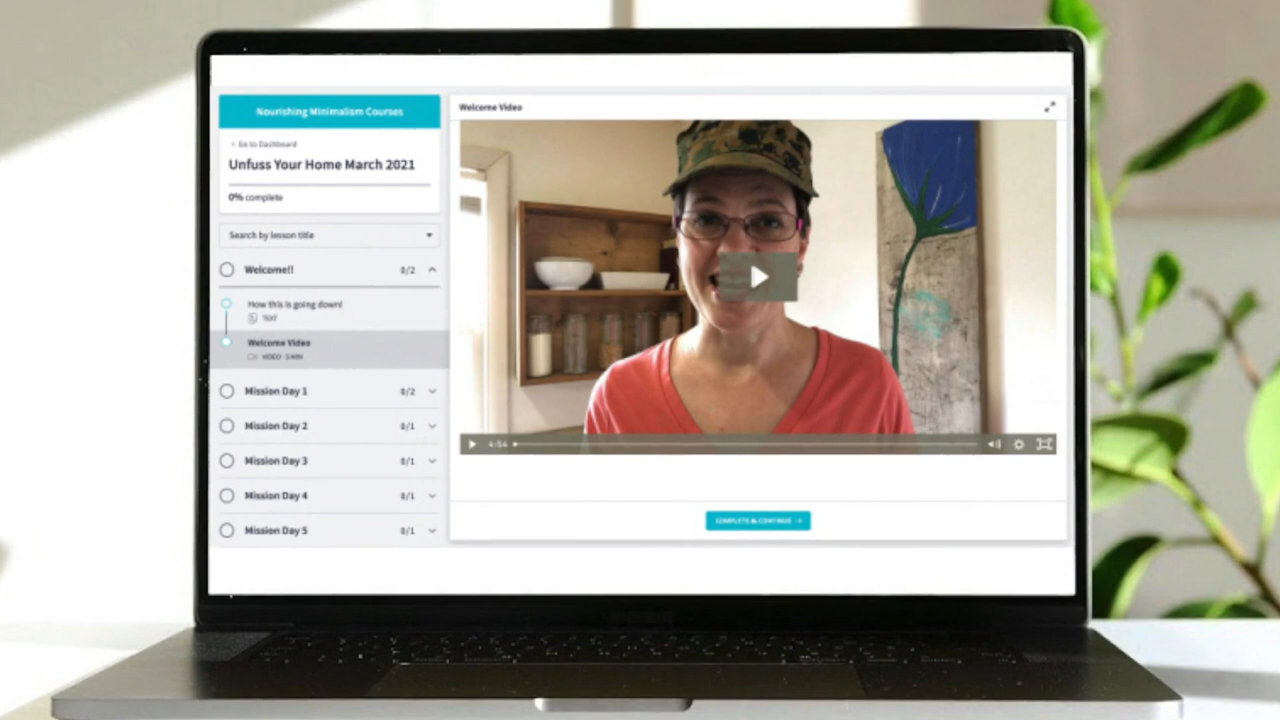 Nourishing Minimalism Courses
Go to Dashboard
Unfuss Your Home March 2021
0% complete
Search by lesson title
Welcome!! 0/2
How this is going down!
TEXT
Welcome Video
VIDEO · 5 MIN
Mission Day 1 0/2
Mission Day 2 0/1
Mission Day 3 0/1
Mission Day 4 0/1
Mission Day 5 0/1
Welcome Video
4:54
COMPLETE & CONTINUE →